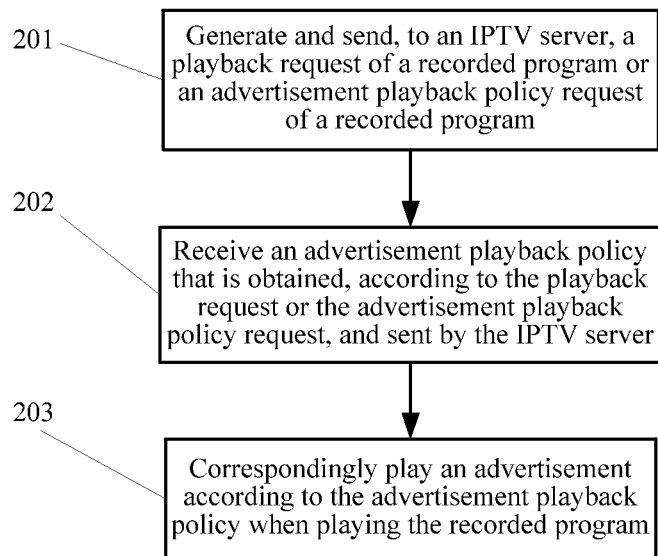 201
Generate and send, to an IPTV server, a
playback request of a recorded program or
an advertisement playback policy request
of a recorded program
202
Receive an advertisement playback policy
that is obtained, according to the playback
request or the advertisement playback
policy request, and sent by the IPTV server
203
Correspondingly play an advertisement
according to the advertisement playback
policy when playing the recorded program